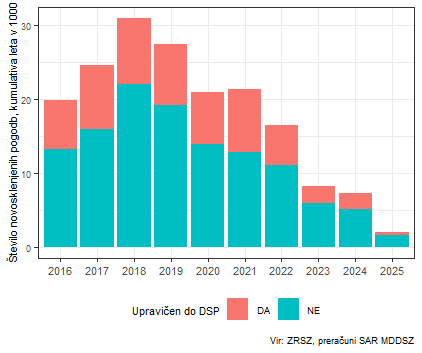 Število novosklenjenih pogodb, kumulativa leta v 1000
30
20
10
0
2016 2017 2018 2019 2020 2021 2022 2023 2024 2025
Upravičen do DSP DA NE
Vir: ZRSZ, preračuni SAR MDDSZ